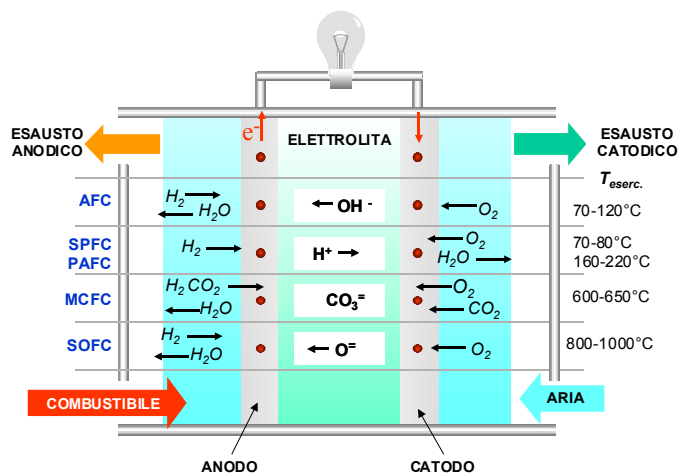 ESAUSTO
ANODICO
e-
ELETTROLITA
ESAUSTO
CATODICO
Teserc.
AFC
H2
H2O
OH -
O2
70-120°C
SPFC
PAFC
H2
H+
O2
H2O
70-80°C
160-220°C
MCFC
H2 CO2
H2O
CO3=
O2
CO2
600-650°C
SOFC
H2
H2O
O=
O2
800-1000°C
COMBUSTIBILE
ARIA
ANODO
CATODO